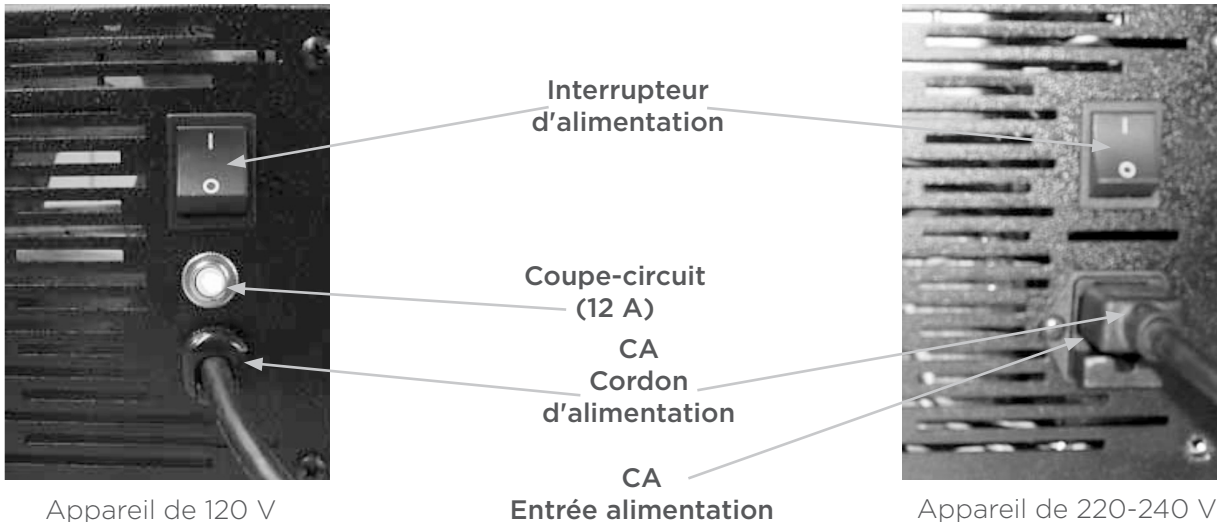 Interrupteur
d'alimentation
Coupe-circuit
(12 A)
CA
Cordon
d'alimentation
CA
Entrée alimentation
Appareil de 120 V
Appareil de 220-240 V